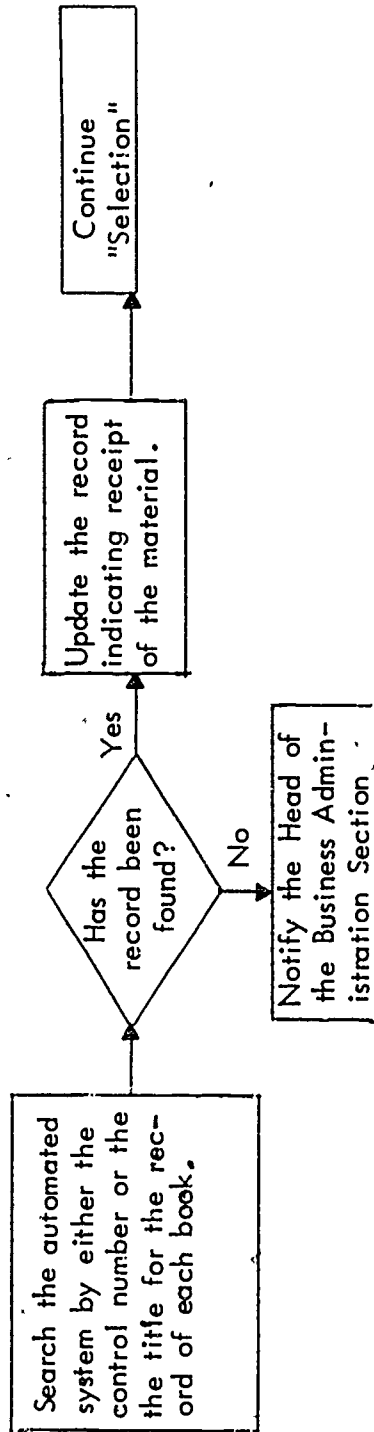 Search the automated
system by either the
control number or the
the title for the rec-
ord of each book.
Has the
record been
found?
Yes
No
Update the record
indicating receipt
of the material.
Notify the Head of
the Business Admin-
istration Section
Continue
"Selection"